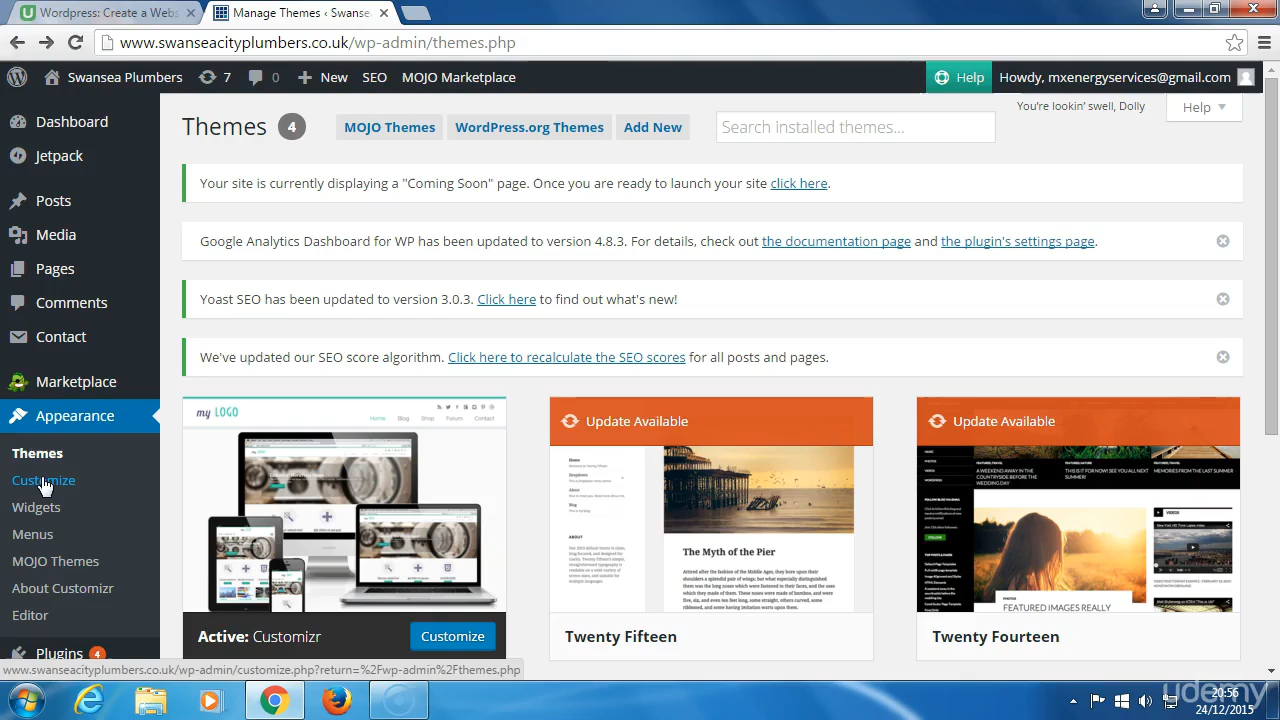 Wordpress: Create a Webs
Manage Themes ‹ Swanse
www.swanseacityplumbers.co.uk/wp-admin/themes.php
Swansea Plumbers
7
0
New
SEO
MOJO Marketplace
Help
Howdy, mxenergyservices@gmail.com
You're lookin' swell, Dolly
Help
Dashboard
Jetpack
Posts
Media
Pages
Comments
Contact
Marketplace
Appearance
Themes
Customize
Widgets
Menus
Plugins 4
Themes 4
MOJO Themes
WordPress.org Themes
Add New
Search installed themes...
Your site is currently displaying a "Coming Soon" page. Once you are ready to launch your site click here.
Google Analytics Dashboard for WP has been updated to version 4.8.3. For details, check out the documentation page and the plugin's settings page.
Yoast SEO has been updated to version 3.0.3. Click here to find out what's new!
We've updated our SEO score algorithm. Click here to recalculate the SEO scores for all posts and pages.
my LOGO
Home Blog Shop Forum Contact
Active: Customizr
Customize
Update Available
The Myth of the Pier
ABOUT
Twenty Fifteen
Update Available
FEATURED IMAGES REALLY
Twenty Fourteen
www.swanseacityplumbers.co.uk/wp-admin/customize.php?return=%2Fwp-admin%2Fthemes.php
udemy
20:56
24/12/2015